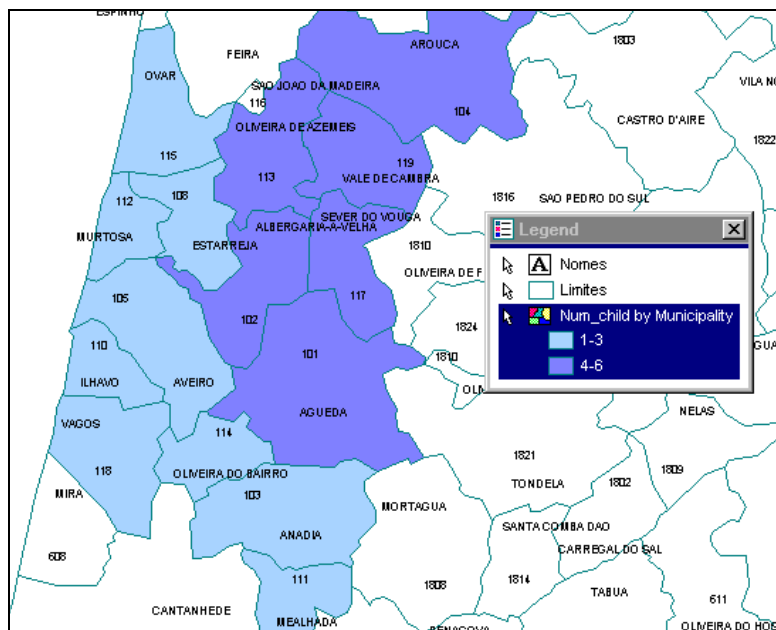 ESPINHO
FEIRA
AROUCA
1803
OVAR
SAO JOAO DA MADEIRA
116
VILA NO
104
CASTRO D'AIRE
OLIVEIRA DE AZEMEIS
1822
115
119
113
VALE DE CAMBRA
108
112
1816
SAO PEDRO DO SUL
SEVER DO VOUGA
ALBERGARIA-A-VELHA
MURTOSA
ESTARREJA
1810
OLIVEIRA DE F
Legend
A Nomes
Limites
Num_child by Municipality
1-3
4-6
105
117
102
1824
110
101
1810
GUA
ILHAVO
AVEIRO
OLI
AGUEDA
NELAS
VAGOS
114
118
OLIVEIRA DO BAIRRO
1821
TONDELA
1802
1809
MIRA
103
MORTAGUA
ANADIA
SANTA COMBA DAO
CARREGAL DO SAL
608
111
1808
1814
TABUA
611
CANTANHEDE
MEALHADA
PENACOVA
OLIVEIRA DO HOS